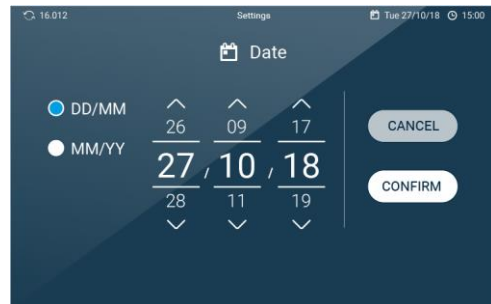 16.012 Settings Tue 27/10/18 15:00
Date
DD/MM
MM/YY
26 09 17
27 / 10 / 18
28 11 19
CANCEL
CONFIRM